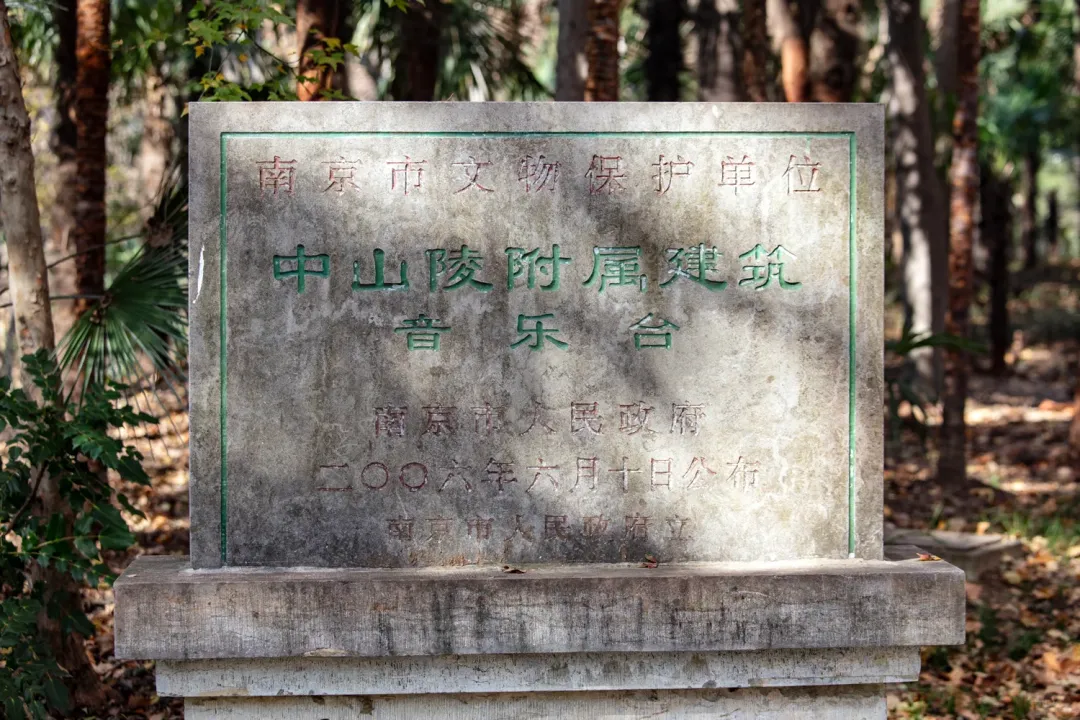 南京市文物保护单位
中山陵附属建筑
音乐台
南京市人民政府
二〇〇六年六月十日公布
南京市人民政府立